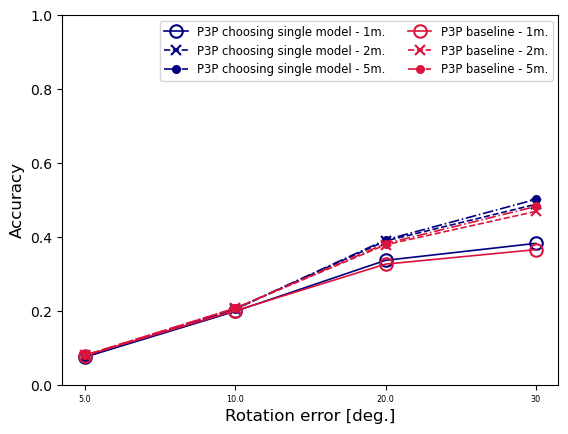 1.0
0.8
0.6
0.4
0.2
0.0
Accuracy
P3P choosing single model - 1m.
P3P choosing single model - 2m.
P3P choosing single model - 5m.
P3P baseline - 1m.
P3P baseline - 2m.
P3P baseline - 5m.
5.0 10.0 20.0 30
Rotation error [deg.]